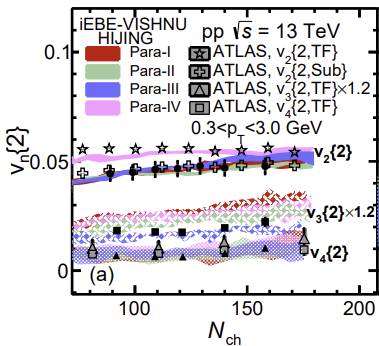 iEBE-VISHNU pp √s = 13 TeV
HIJING
Para-I ATLAS, v₂{2,TF}
Para-II ATLAS, v₂{2,Sub}
Para-III ATLAS, v₃{2,TF}×1.2
Para-IV ATLAS, v₄{2,TF}
0.3<p_T<3.0 GeV
0.1
0.05
0
vₙ{2}
v₂{2}
v₃{2}×1.2
v₄{2}
(a)
100 150 200
N_ch